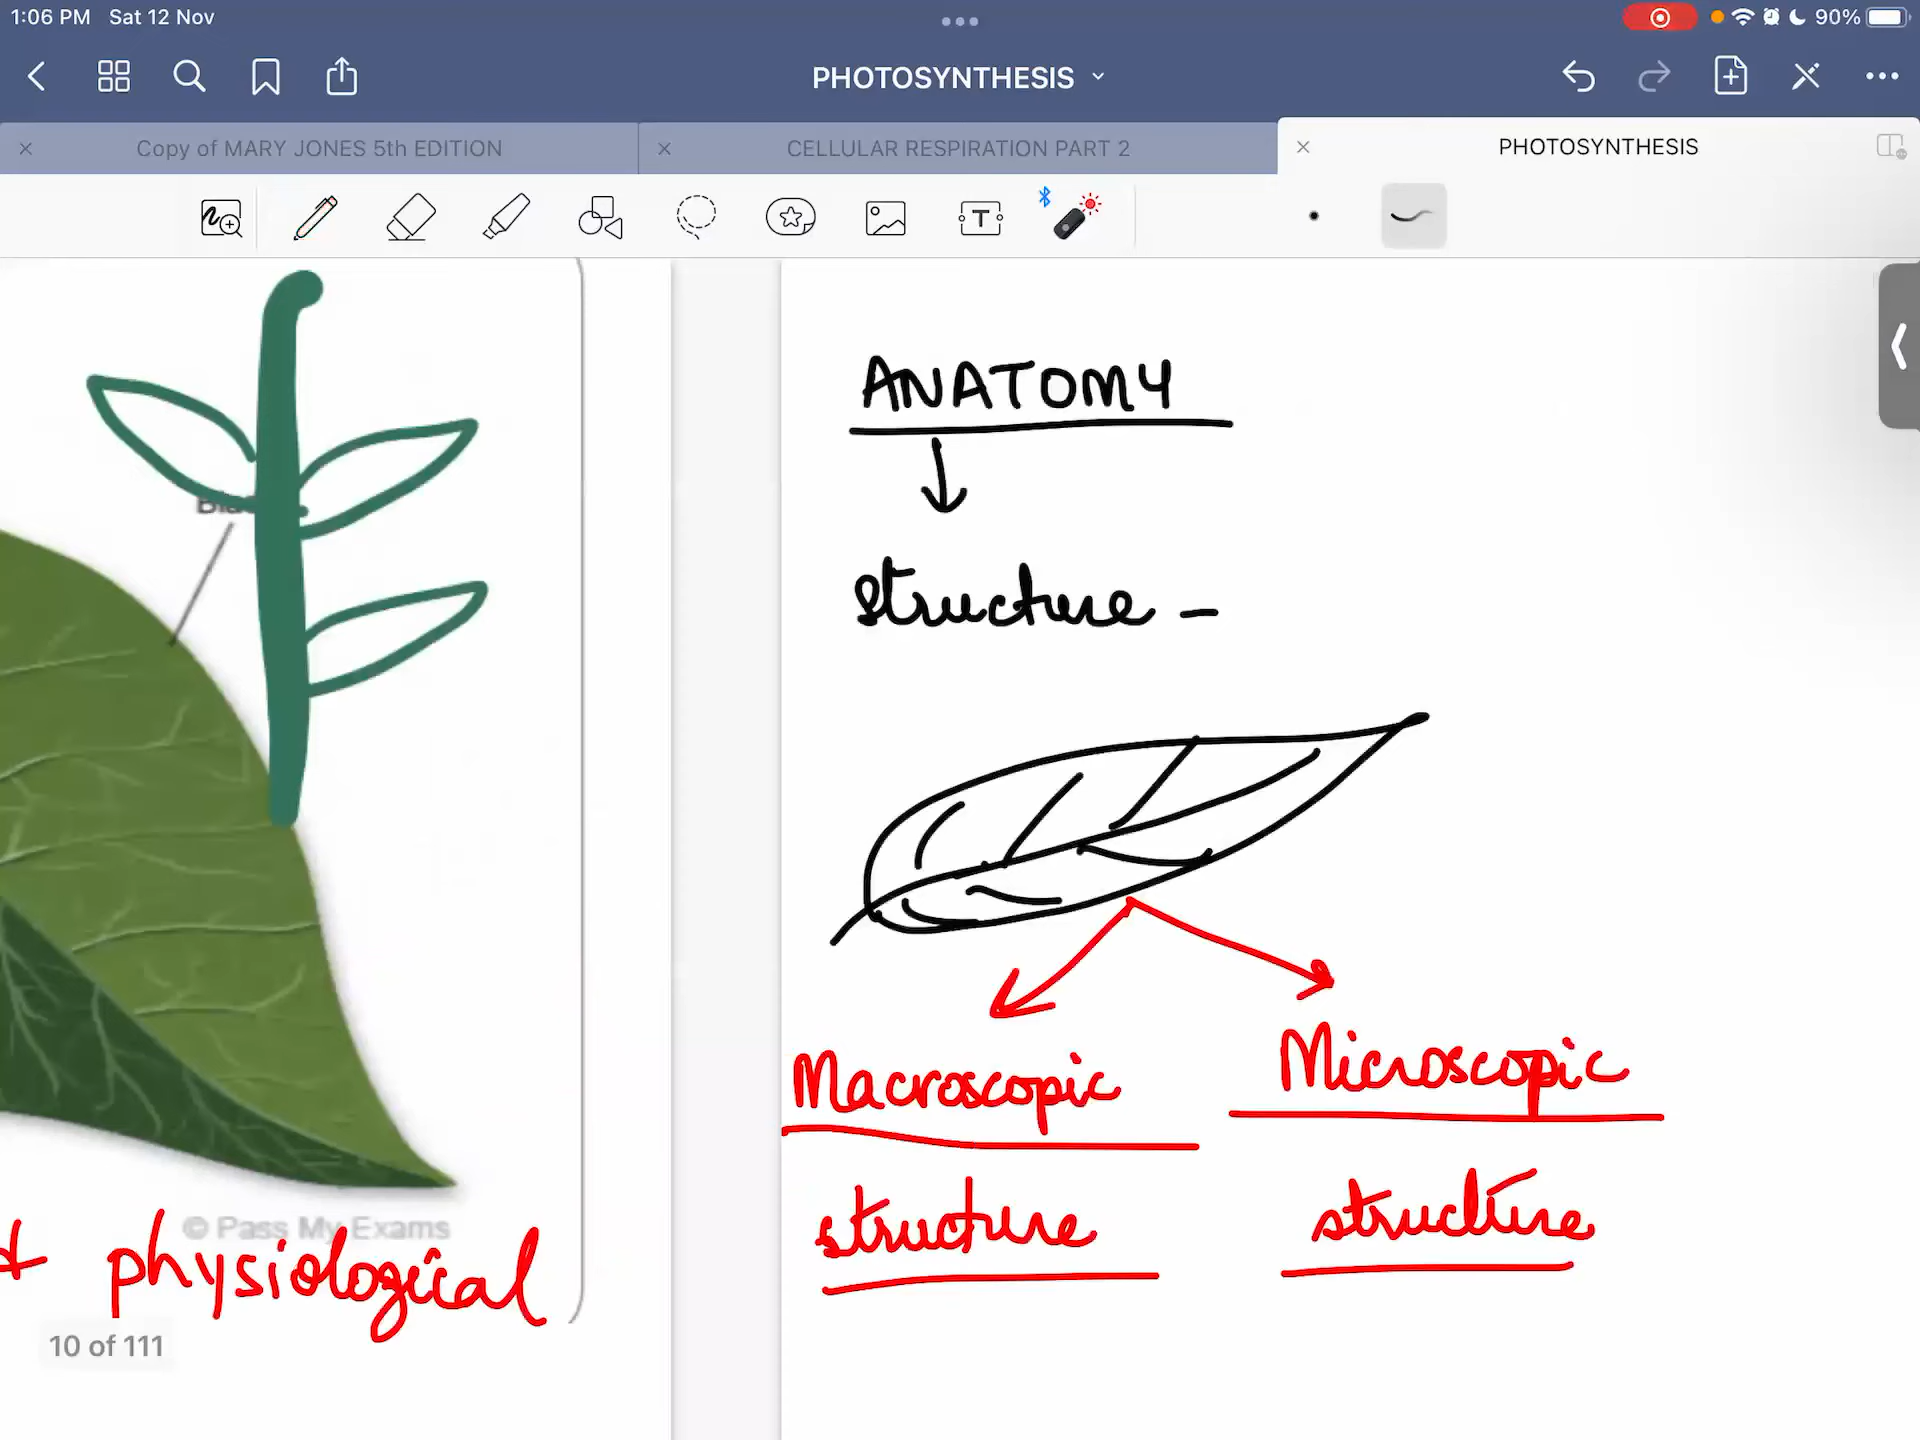 1:06 PM Sat 12 Nov
90%
PHOTOSYNTHESIS
Copy of MARY JONES 5th EDITION
CELLULAR RESPIRATION PART 2
PHOTOSYNTHESIS
T
ANATOMY
structure -
Macroscopic
structure
Microscopic
structure
© Pass My Exams
physiological
10 of 111